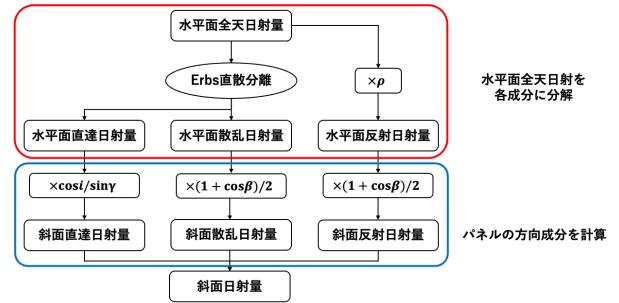 水平面全天日射量
Erbs直散分離
×ρ
水平面全天日射を
各成分に分解
水平面直達日射量
水平面散乱日射量
水平面反射日射量
×cosi/sinγ
×(1 + cosβ)/2
×(1 + cosβ)/2
斜面直達日射量
斜面散乱日射量
斜面反射日射量
パネルの方向成分を計算
斜面日射量